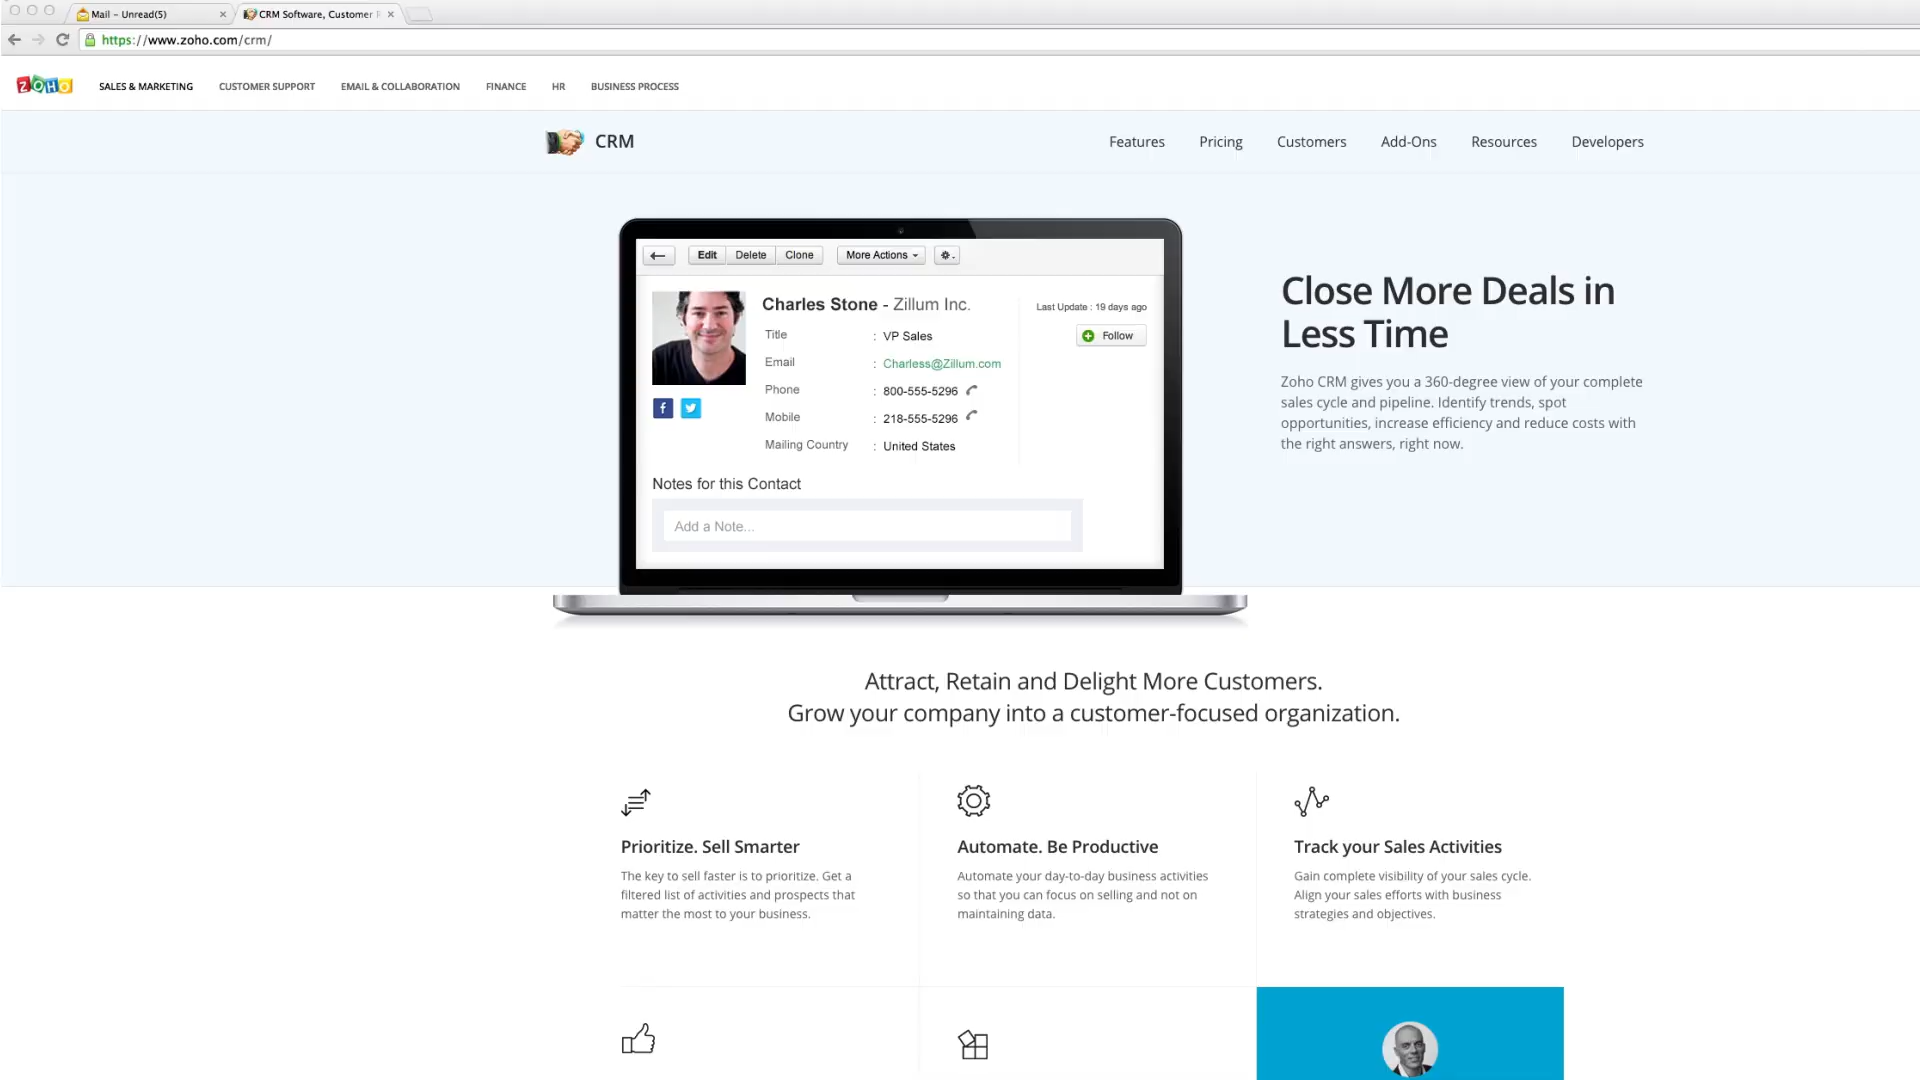 Mail - Unread(5)
CRM Software, Customer
https://www.zoho.com/crm/
ZOHO
SALES & MARKETING
CUSTOMER SUPPORT
EMAIL & COLLABORATION
FINANCE
HR
BUSINESS PROCESS
CRM
Features
Pricing
Customers
Add-Ons
Resources
Developers
Edit
Delete
Clone
More Actions
Charles Stone - Zillum Inc.
Last Update : 19 days ago
Follow
Title : VP Sales
Email : Charless@Zillum.com
Phone : 800-555-5296
Mobile : 218-555-5296
Mailing Country : United States
Notes for this Contact
Add a Note...
Close More Deals in
Less Time
Zoho CRM gives you a 360-degree view of your complete
sales cycle and pipeline. Identify trends, spot
opportunities, increase efficiency and reduce costs with
the right answers, right now.
Attract, Retain and Delight More Customers.
Grow your company into a customer-focused organization.
Prioritize. Sell Smarter
The key to sell faster is to prioritize. Get a
filtered list of activities and prospects that
matter the most to your business.
Automate. Be Productive
Automate your day-to-day business activities
so that you can focus on selling and not on
maintaining data.
Track your Sales Activities
Gain complete visibility of your sales cycle.
Align your sales efforts with business
strategies and objectives.